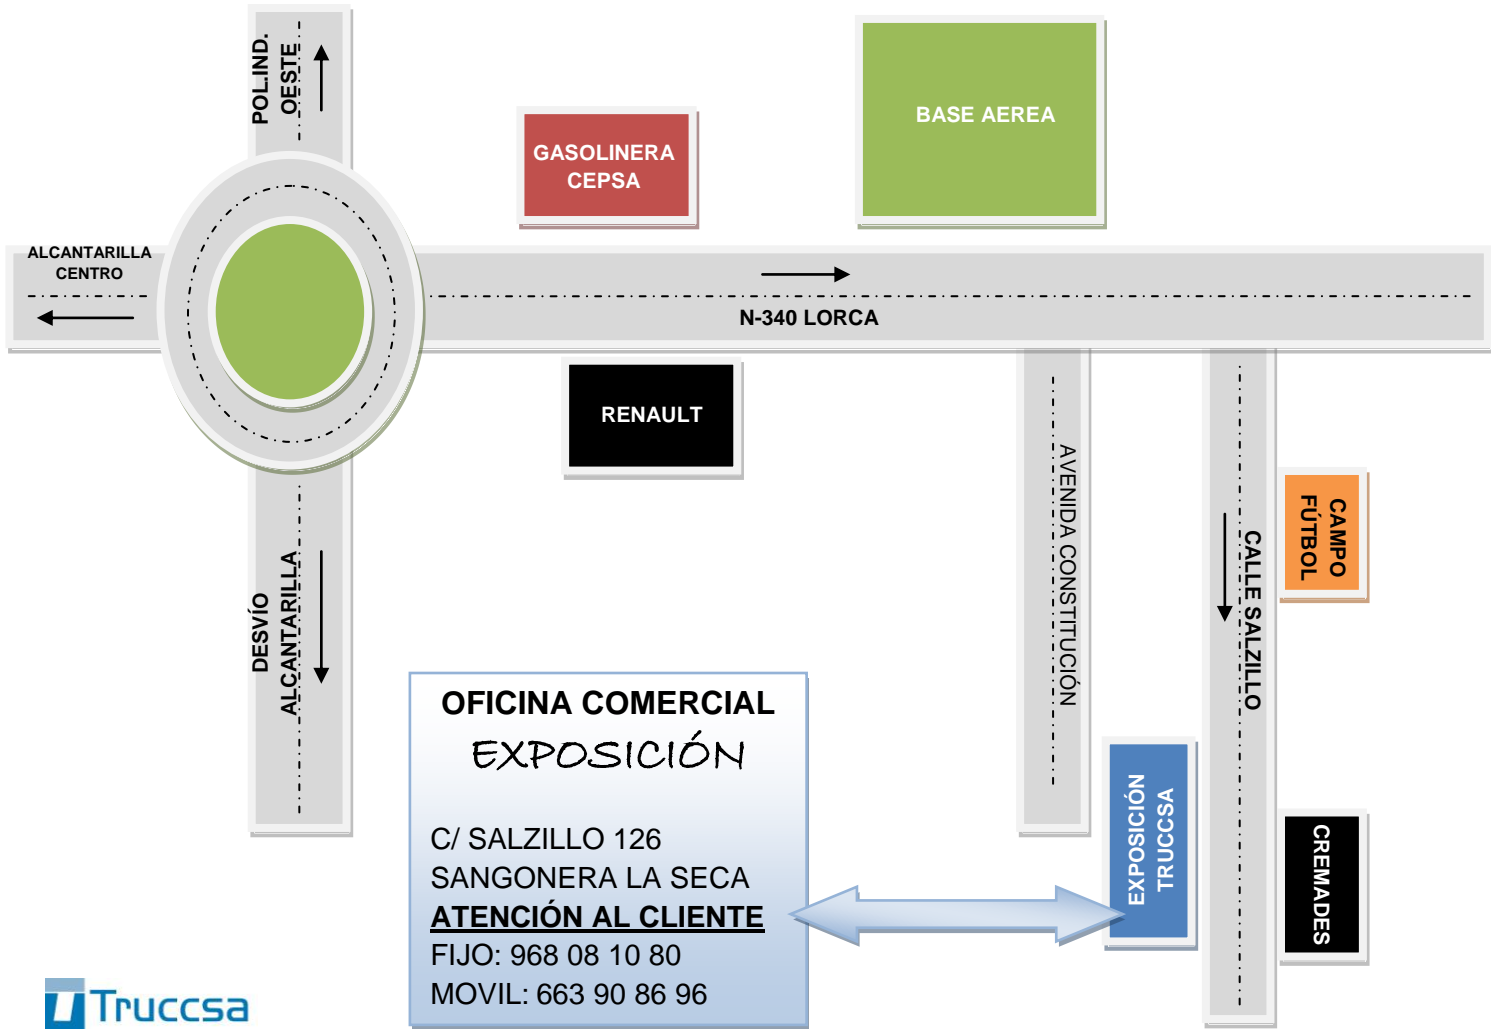 POL.IND.
OESTE
GASOLINERA
CEPSA
BASE AEREA
ALCANTARILLA
CENTRO
N-340 LORCA
RENAULT
AVENIDA CONSTITUCIÓN
CALLE SALZILLO
CAMPO
FÚTBOL
DESVÍO
ALCANTARILLA
OFICINA COMERCIAL
EXPOSICIÓN
C/ SALZILLO 126
SANGONERA LA SECA
ATENCIÓN AL CLIENTE
FIJO: 968 08 10 80
MOVIL: 663 90 86 96
EXPOSICIÓN
TRUCCSA
CREMADES
Truccsa